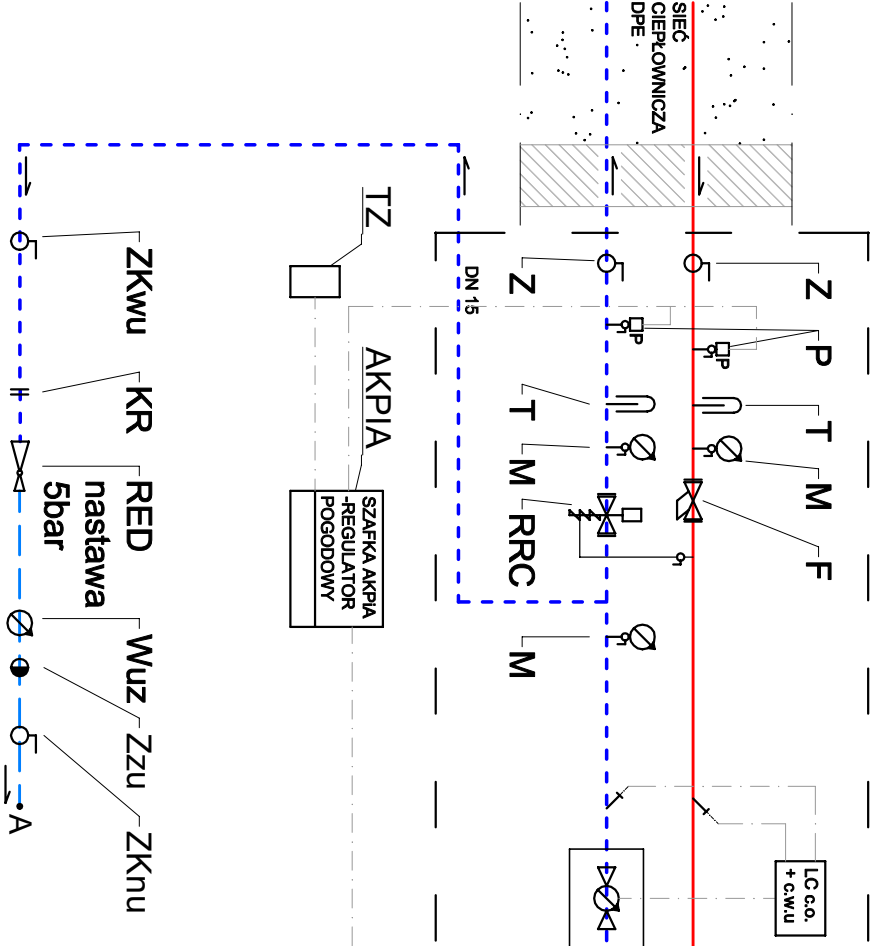 SIEĆ
CIEPŁOWNICZA
DPE
Z
P
T
M
F
P
P
Z
T
M
RRC
M
DN 15
LC c.o.
+ c.w.u
TZ
AKPIA
SZAFKA AKPiA
-REGULATOR
POGODOWY
ZKwu
KR
RED
nastawa
5bar
Wuz
Zzu
ZKnu
A